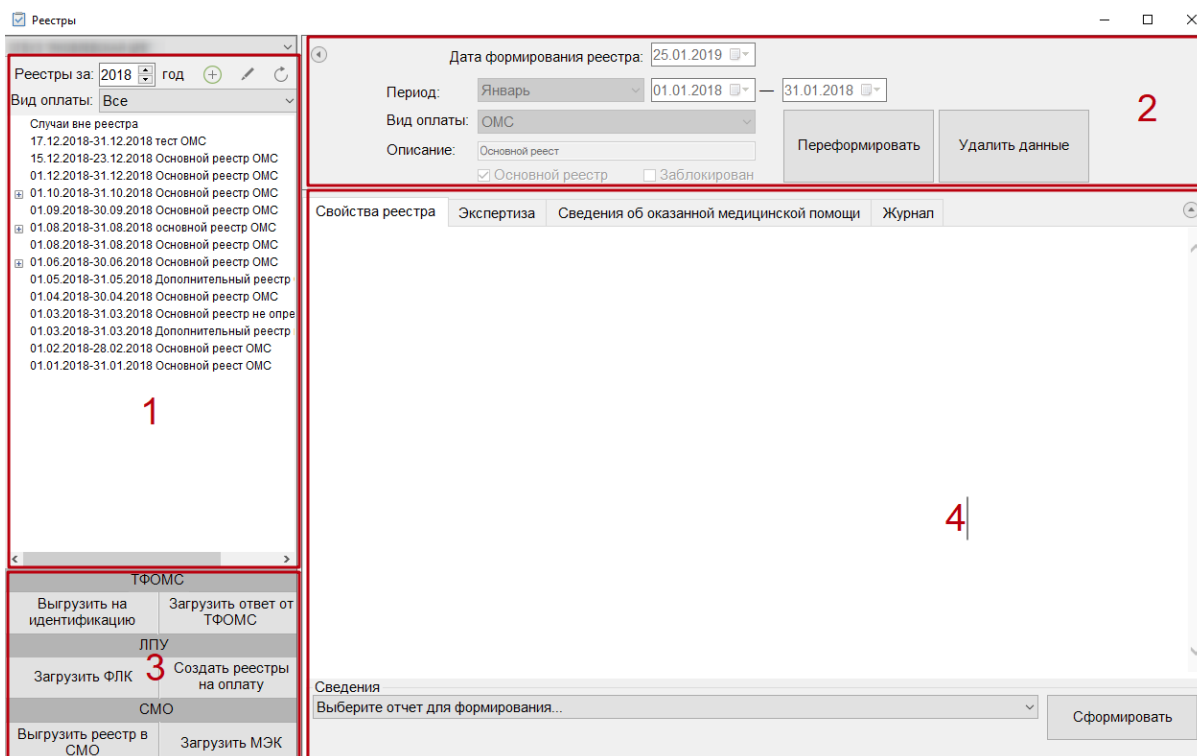 Реестры
Реестры за: 2018 год
Вид оплаты: Все
Случаи вне реестра
17.12.2018-31.12.2018 тест ОМС
15.12.2018-23.12.2018 Основной реестр ОМС
01.12.2018-31.12.2018 Основной реестр ОМС
01.10.2018-31.10.2018 Основной реестр ОМС
01.09.2018-30.09.2018 Основной реестр ОМС
01.08.2018-31.08.2018 основной реестр ОМС
01.08.2018-31.08.2018 Основной реестр ОМС
01.06.2018-30.06.2018 Основной реестр ОМС
01.05.2018-31.05.2018 Дополнительный реестр
01.04.2018-30.04.2018 Основной реестр ОМС
01.03.2018-31.03.2018 Основной реестр не опре
01.03.2018-31.03.2018 Дополнительный реестр
01.02.2018-28.02.2018 Основной реест ОМС
01.01.2018-31.01.2018 Основной реест ОМС
1
ТФОМС
Выгрузить на
идентификацию
Загрузить ответ от
ТФОМС
ЛПУ
Загрузить ФЛК
3
Создать реестры
на оплату
СМО
Выгрузить реестр в
СМО
Загрузить МЭК
Дата формирования реестра: 25.01.2019
Период: Январь 01.01.2018 — 31.01.2018
Вид оплаты: ОМС
Описание: Основной реест
Основной реестр Заблокирован
Переформировать
Удалить данные
2
Свойства реестра Экспертиза Сведения об оказанной медицинской помощи Журнал
4
Сведения
Выберите отчет для формирования...
Сформировать